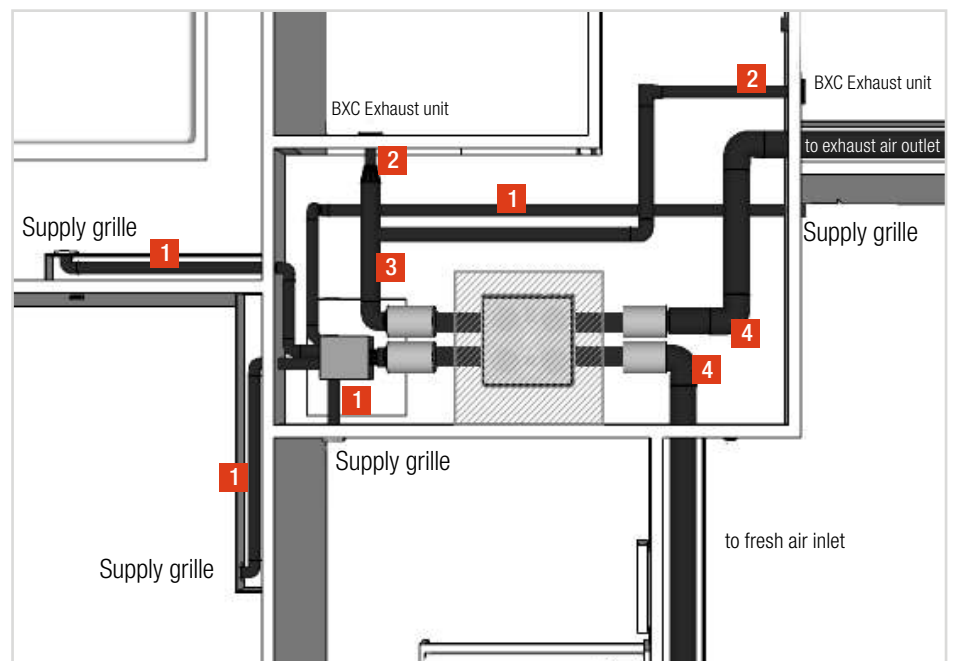 2
BXC Exhaust unit
BXC Exhaust unit
to exhaust air outlet
2
1
Supply grille
Supply grille
1
3
4
4
1
Supply grille
1
to fresh air inlet
Supply grille